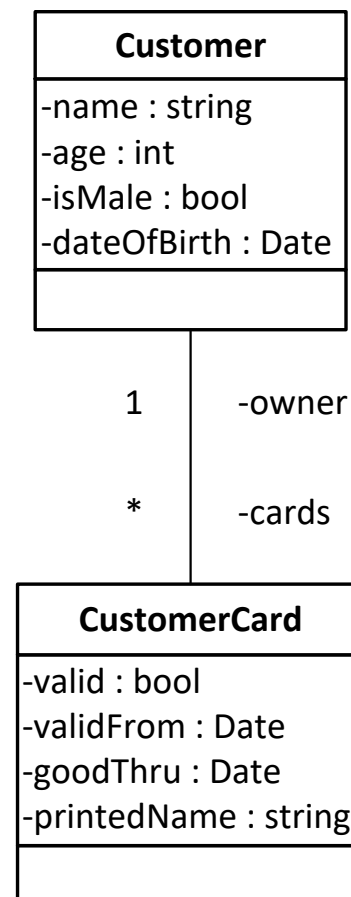 Customer
-name : string
-age : int
-isMale : bool
-dateOfBirth : Date
1 -owner
* -cards
CustomerCard
-valid : bool
-validFrom : Date
-goodThru : Date
-printedName : string